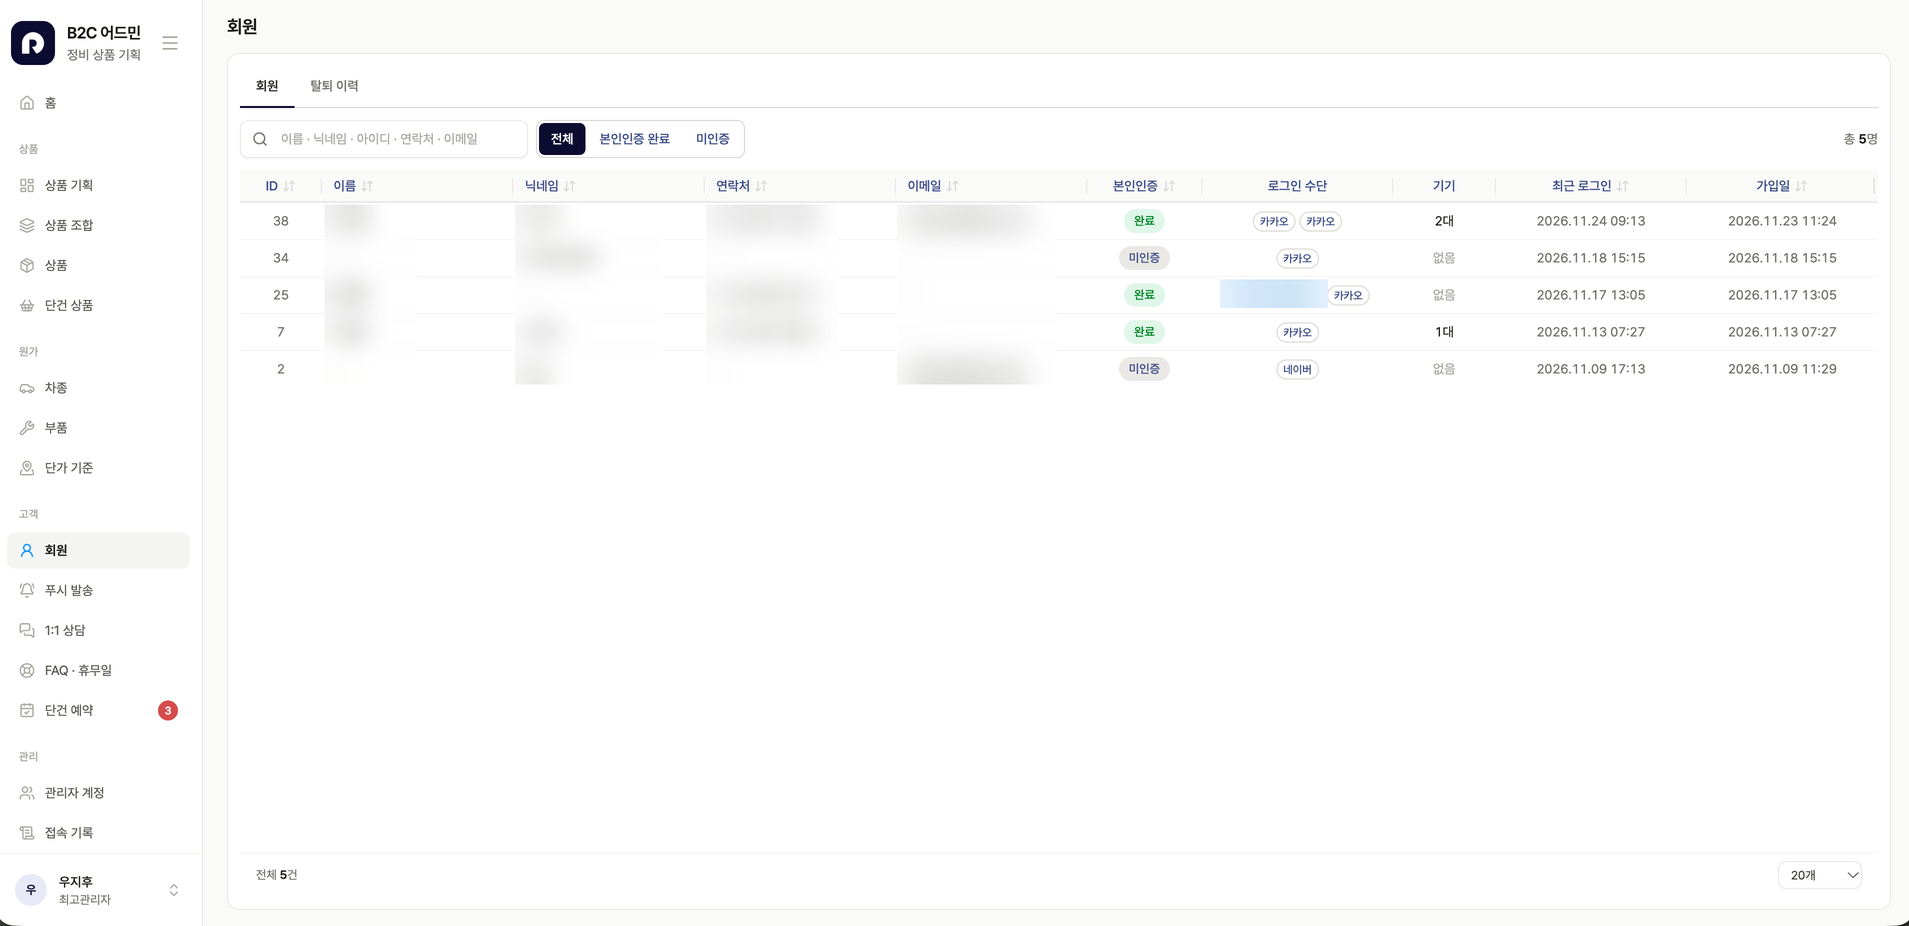 B2C 어드민
정비 상품 기획
홈
상품
상품 기획
상품 조합
상품
단건 상품
원가
차종
부품
단가 기준
고객
회원
푸시 발송
1:1 상담
FAQ · 휴무일
단건 예약 3
관리
관리자 계정
접속 기록
우 우지후
최고관리자
회원
회원 탈퇴 이력
이름 · 닉네임 · 아이디 · 연락처 · 이메일 전체 본인인증 완료 미인증 총 5명
ID 이름 닉네임 연락처 이메일 본인인증 로그인 수단 기기 최근 로그인 가입일
38 완료 카카오 카카오 2대 2026.11.24 09:13 2026.11.23 11:24
34 미인증 카카오 없음 2026.11.18 15:15 2026.11.18 15:15
25 완료 카카오 없음 2026.11.17 13:05 2026.11.17 13:05
7 완료 카카오 1대 2026.11.13 07:27 2026.11.13 07:27
2 미인증 네이버 없음 2026.11.09 17:13 2026.11.09 11:29
전체 5건 20개